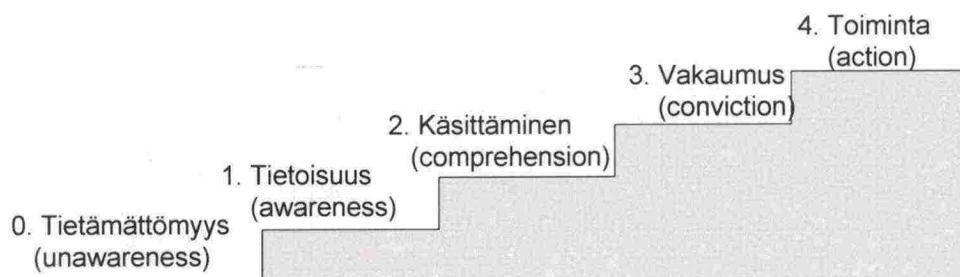 4. Toiminta
(action)
3. Vakaumus
(conviction)
2. Käsittäminen
(comprehension)
1. Tietoisuus
(awareness)
0. Tietämättömyys
(unawareness)